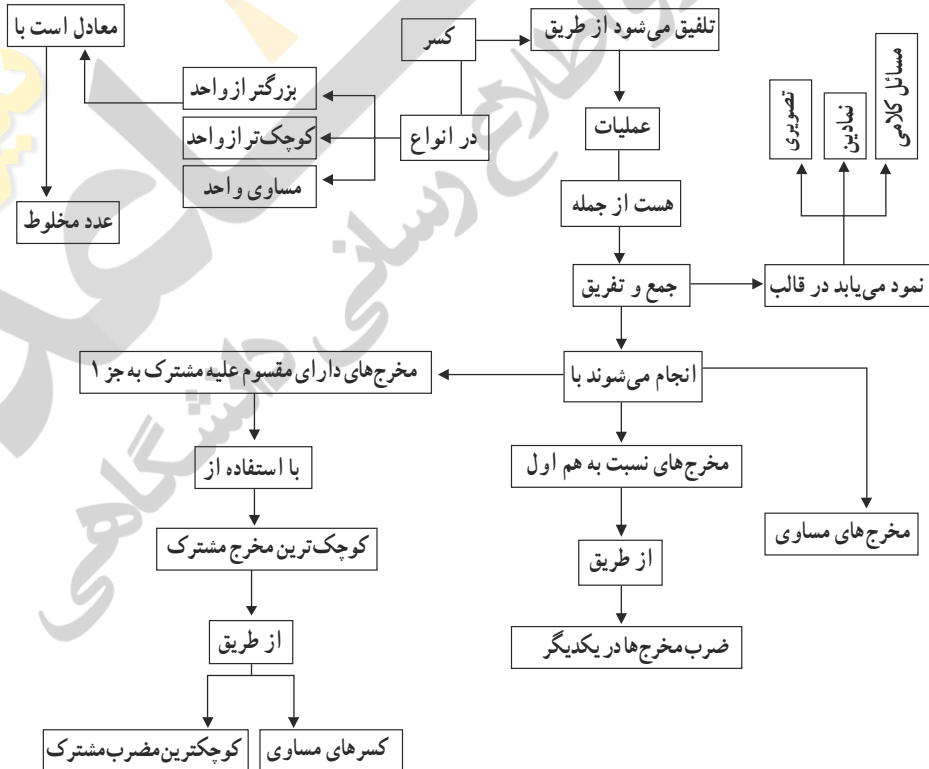 معادل است با
کسر
تلفیق می‌شود از طریق
بزرگتر از واحد
کوچک‌تر از واحد
مساوی واحد
در انواع
عدد مخلوط
عملیات
هست از جمله
جمع و تفریق
نمود می‌یابد در قالب
تصویری
نمادین
مسائل کلامی
انجام می‌شوند با
مخرج‌های دارای مقسوم علیه مشترک به جز ۱
با استفاده از
کوچک‌ترین مخرج مشترک
از طریق
کسرهای مساوی
کوچکترین مضرب مشترک
مخرج‌های نسبت به هم اول
از طریق
ضرب مخرج‌ها در یکدیگر
مخرج‌های مساوی
اطلاع رسانی دانشگاهی